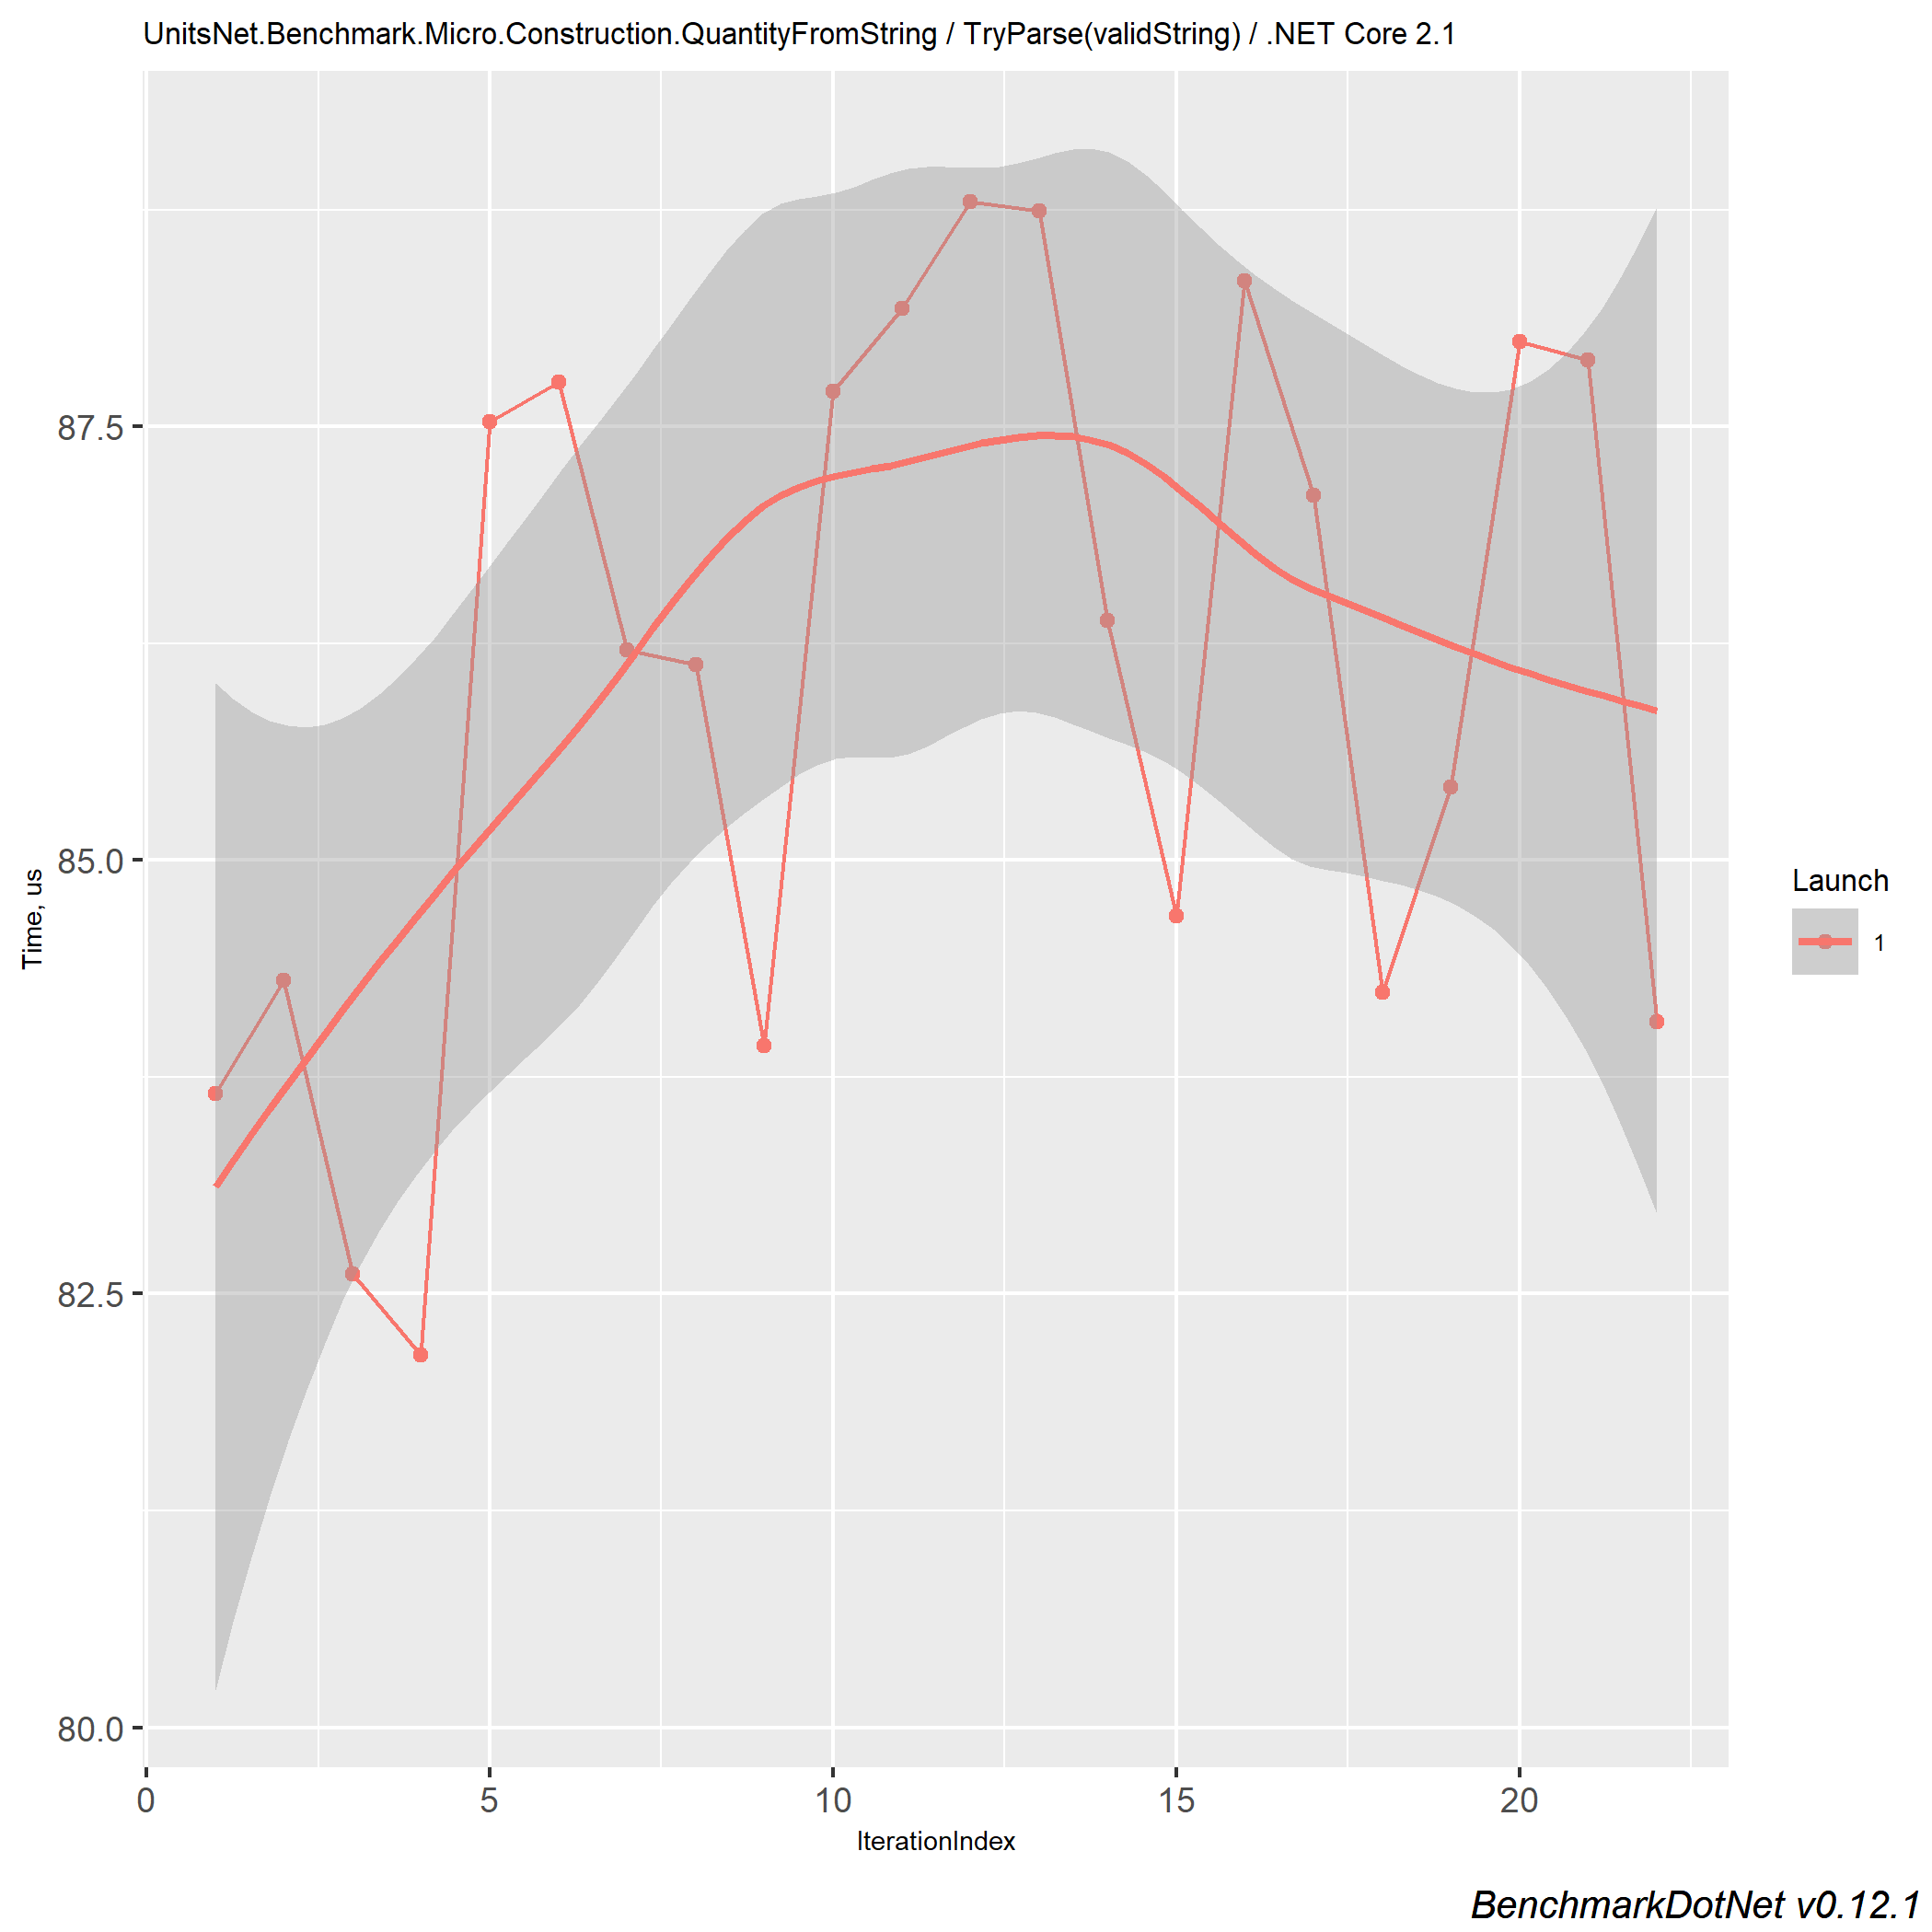 UnitsNet.Benchmark.Micro.Construction.QuantityFromString / TryParse(validString) / .NET Core 2.1
87.5
85.0
82.5
80.0
Time, us
0 5 10 15 20
IterationIndex
Launch
1
BenchmarkDotNet v0.12.1